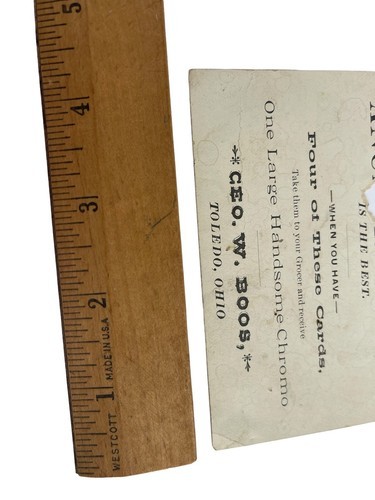 IS THE BEST.
—WHEN YOU HAVE—
Four of These Cards,
Take them to your Grocer and receive
One Large Handsome Chromo
GEO. W. BOOS,
TOLEDO, OHIO
WESTCOTT
MADE IN U.S.A
1
2
3
4
5